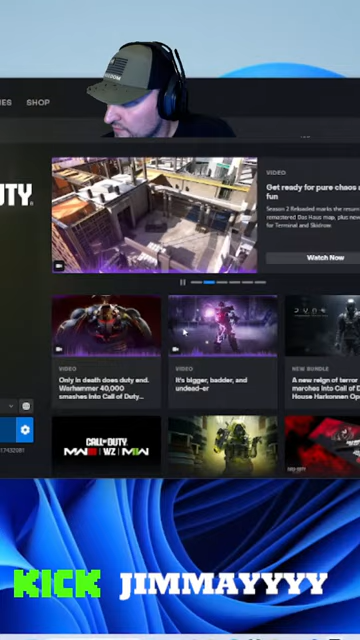 SHOP
VIDEO
Get ready for pure chaos a
fun
Season 2 Reloaded marks the return
remastered Das Haus map, plus new
for Terminal and Skidrow.
Watch Now
UTY
VIDEO
Only in death does duty end.
Warhammer 40,000
smashes into Call of Duty...
VIDEO
It's bigger, badder, and
undead-er
DUNE
NEW BUNDLE
A new reign of terror
marches into Call of D
House Harkonnen Op
CALL OF DUTY
MWIII | WZ | MWII
KICK JIMMAYYYY